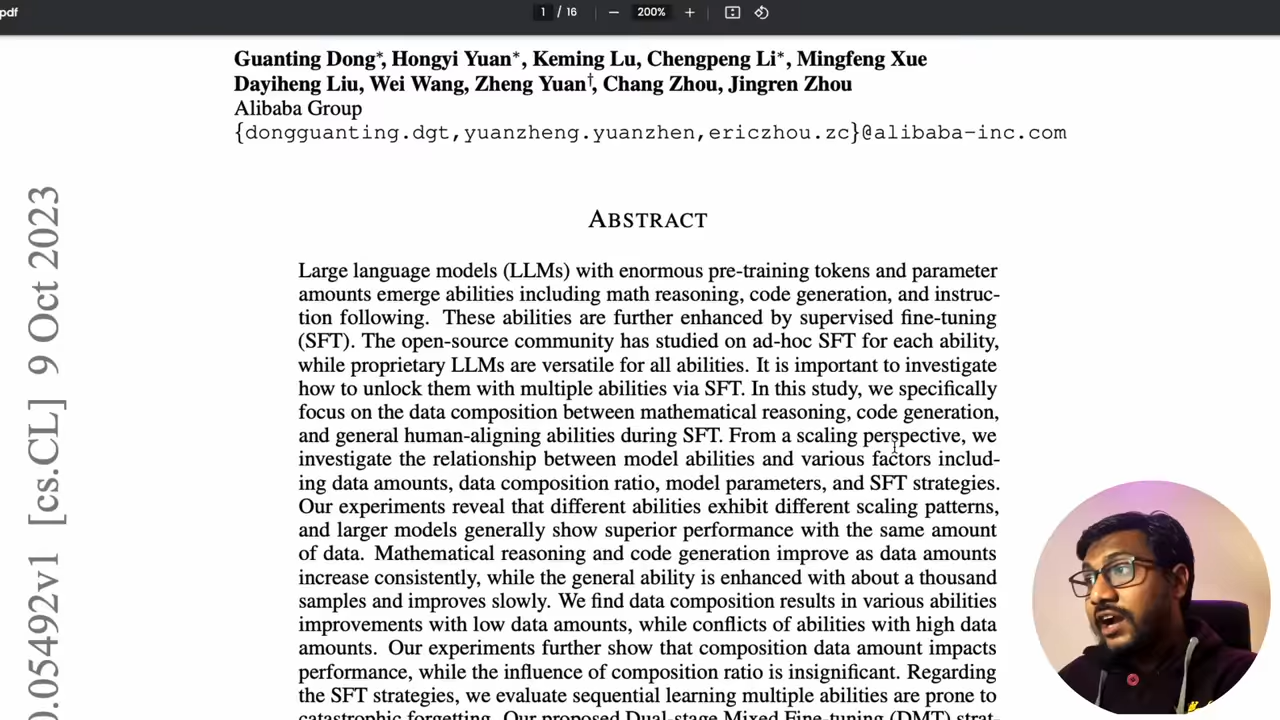 pdf
1 / 16
200%
Guanting Dong*, Hongyi Yuan*, Keming Lu, Chengpeng Li*, Mingfeng Xue
Dayiheng Liu, Wei Wang, Zheng Yuan†, Chang Zhou, Jingren Zhou
Alibaba Group
{dongguanting.dgt,yuanzheng.yuanzhen,ericzhou.zc}@alibaba-inc.com
ABSTRACT
Large language models (LLMs) with enormous pre-training tokens and parameter
amounts emerge abilities including math reasoning, code generation, and instruc-
tion following. These abilities are further enhanced by supervised fine-tuning
(SFT). The open-source community has studied on ad-hoc SFT for each ability,
while proprietary LLMs are versatile for all abilities. It is important to investigate
how to unlock them with multiple abilities via SFT. In this study, we specifically
focus on the data composition between mathematical reasoning, code generation,
and general human-aligning abilities during SFT. From a scaling perspective, we
investigate the relationship between model abilities and various factors includ-
ing data amounts, data composition ratio, model parameters, and SFT strategies.
Our experiments reveal that different abilities exhibit different scaling patterns,
and larger models generally show superior performance with the same amount
of data. Mathematical reasoning and code generation improve as data amounts
increase consistently, while the general ability is enhanced with about a thousand
samples and improves slowly. We find data composition results in various abilities
improvements with low data amounts, while conflicts of abilities with high data
amounts. Our experiments further show that composition data amount impacts
performance, while the influence of composition ratio is insignificant. Regarding
the SFT strategies, we evaluate sequential learning multiple abilities are prone to
catastrophic forgetting. Our proposed Dual-stage Mixed Fine-tuning (DMT) strat-
0.05492v1 [cs.CL] 9 Oct 2023